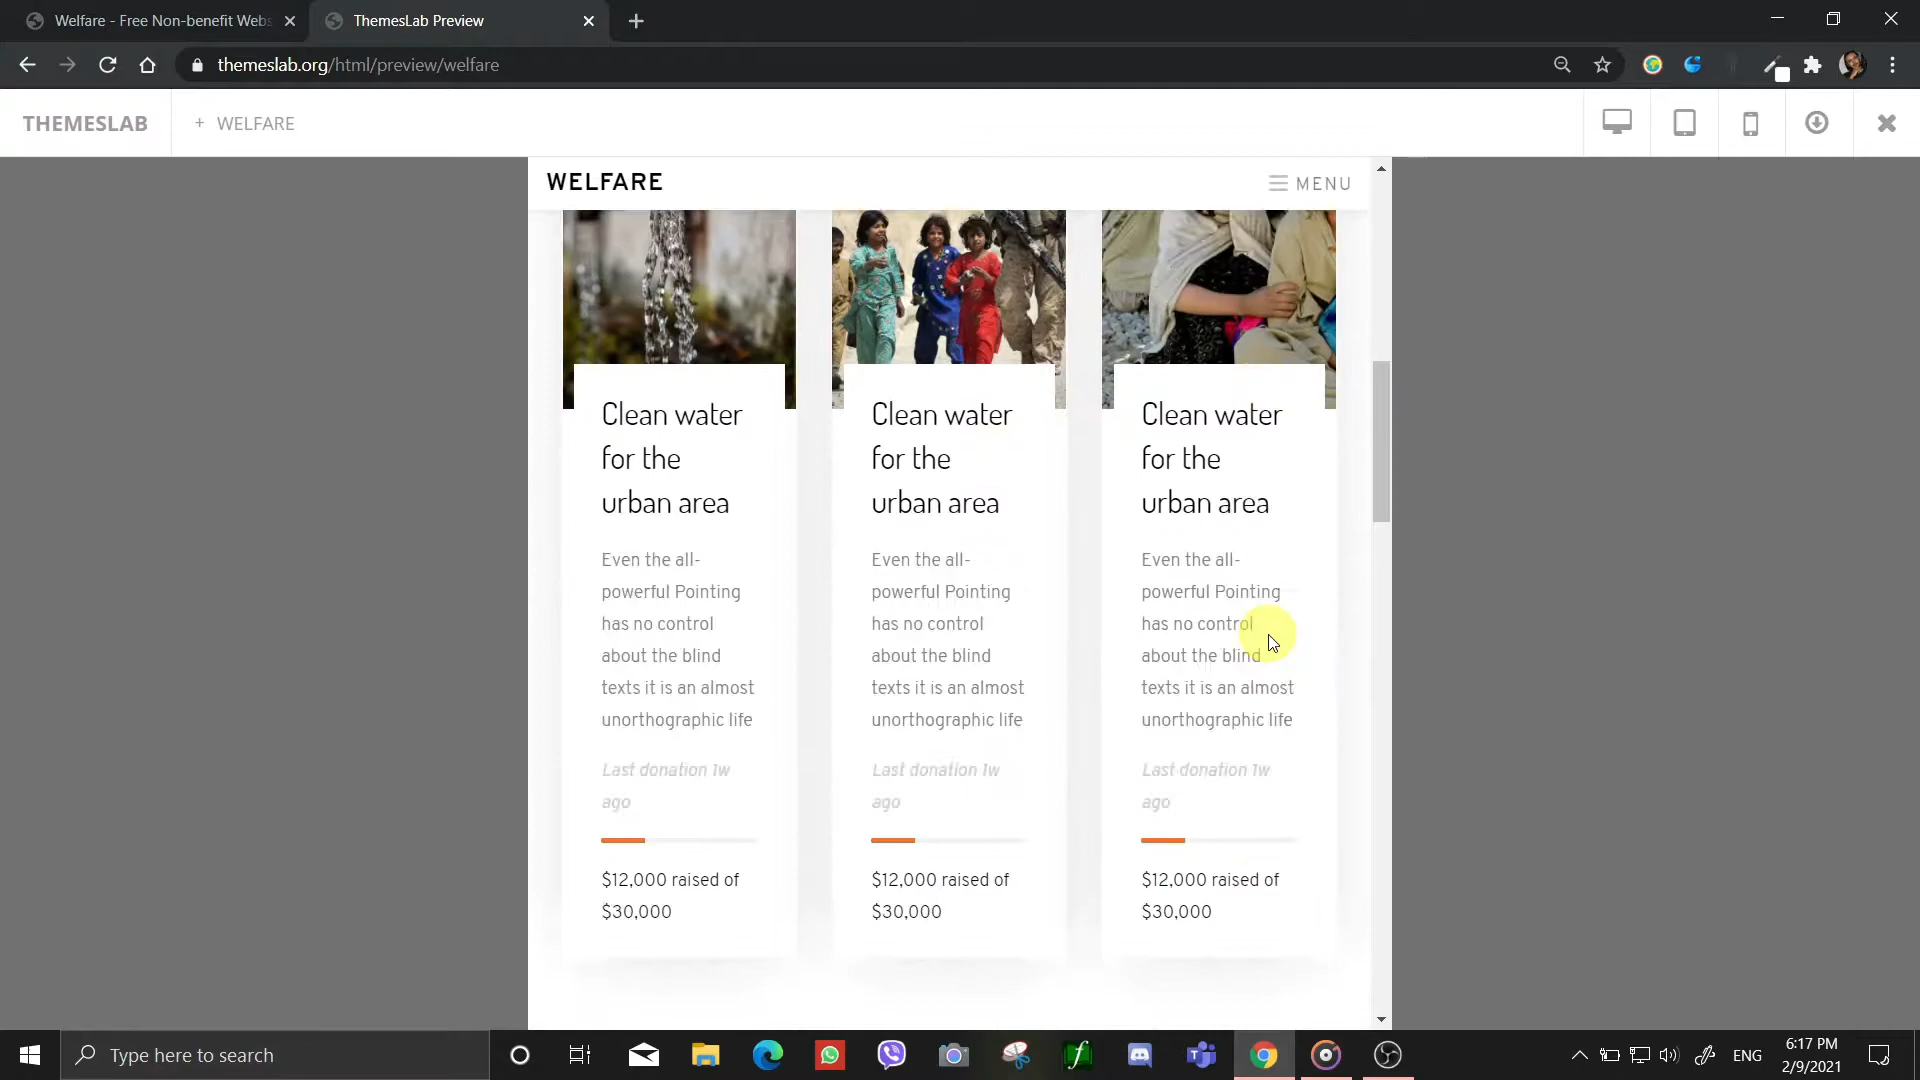 Welfare - Free Non-benefit Webs
ThemesLab Preview
themeslab.org/html/preview/welfare
THEMESLAB
+ WELFARE
WELFARE
MENU
Clean water
for the
urban area
Even the all-
powerful Pointing
has no control
about the blind
texts it is an almost
unorthographic life
Last donation 1w
ago
$12,000 raised of
$30,000
Clean water
for the
urban area
Even the all-
powerful Pointing
has no control
about the blind
texts it is an almost
unorthographic life
Last donation 1w
ago
$12,000 raised of
$30,000
Clean water
for the
urban area
Even the all-
powerful Pointing
has no control
about the blind
texts it is an almost
unorthographic life
Last donation 1w
ago
$12,000 raised of
$30,000
Type here to search
ENG
6:17 PM
2/9/2021